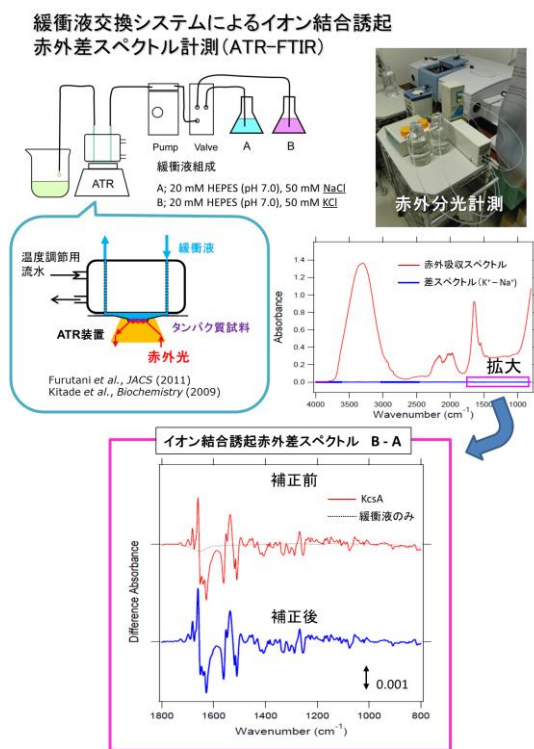 緩衝液交換システムによるイオン結合誘起
赤外差スペクトル計測(ATR-FTIR)
Pump
Valve
A
B
ATR
緩衝液組成
A; 20 mM HEPES (pH 7.0), 50 mM NaCl
B; 20 mM HEPES (pH 7.0), 50 mM KCl
赤外分光計測
温度調節用
流水
緩衝液
ATR装置
タンパク質試料
赤外光
Furutani et al., JACS (2011)
Kitade et al., Biochemistry (2009)
Absorbance
1.4
1.2
1.0
0.8
0.6
0.4
0.2
0.0
赤外吸収スペクトル
差スペクトル(K⁺ − Na⁺)
拡大
4000 3500 3000 2500 2000 1500 1000
Wavenumber (cm⁻¹)
イオン結合誘起赤外差スペクトル B - A
補正前
KcsA
緩衝液のみ
Difference Absorbance
補正後
0.001
1800 1600 1400 1200 1000 800
Wavenumber (cm⁻¹)